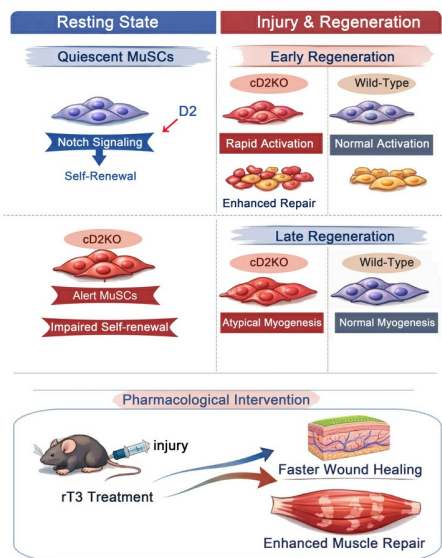 Resting State
Injury & Regeneration
Quiescent MuSCs
Early Regeneration
cD2KO
Wild-Type
D2
Notch Signaling
Rapid Activation
Normal Activation
Self-Renewal
Enhanced Repair
cD2KO
Alert MuSCs
Impaired Self-renewal
Late Regeneration
cD2KO
Wild-Type
Atypical Myogenesis
Normal Myogenesis
Pharmacological Intervention
injury
rT3 Treatment
Faster Wound Healing
Enhanced Muscle Repair